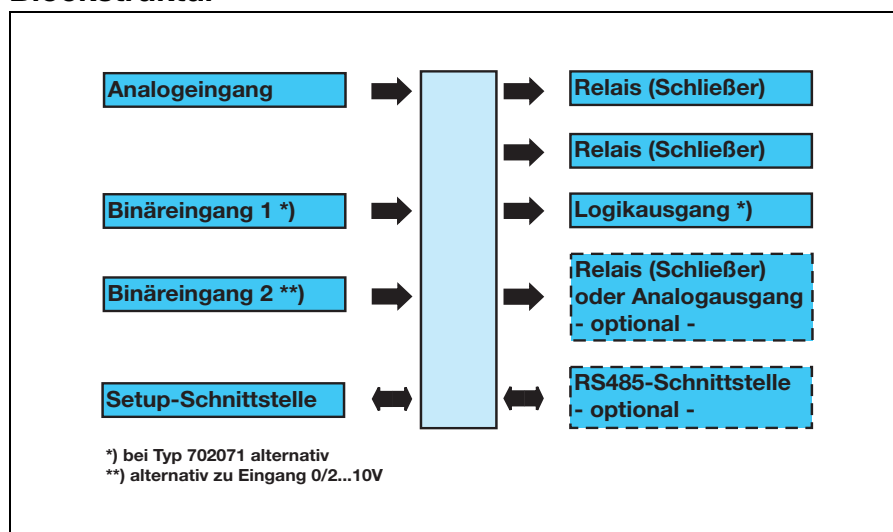 Blockstruktur
Analogeingang
Relais (Schließer)
Relais (Schließer)
Binäreingang 1 *)
Logikausgang *)
Binäreingang 2 **)
Relais (Schließer)
oder Analogausgang
- optional -
Setup-Schnittstelle
RS485-Schnittstelle
- optional -
*) bei Typ 702071 alternativ
**) alternativ zu Eingang 0/2...10V